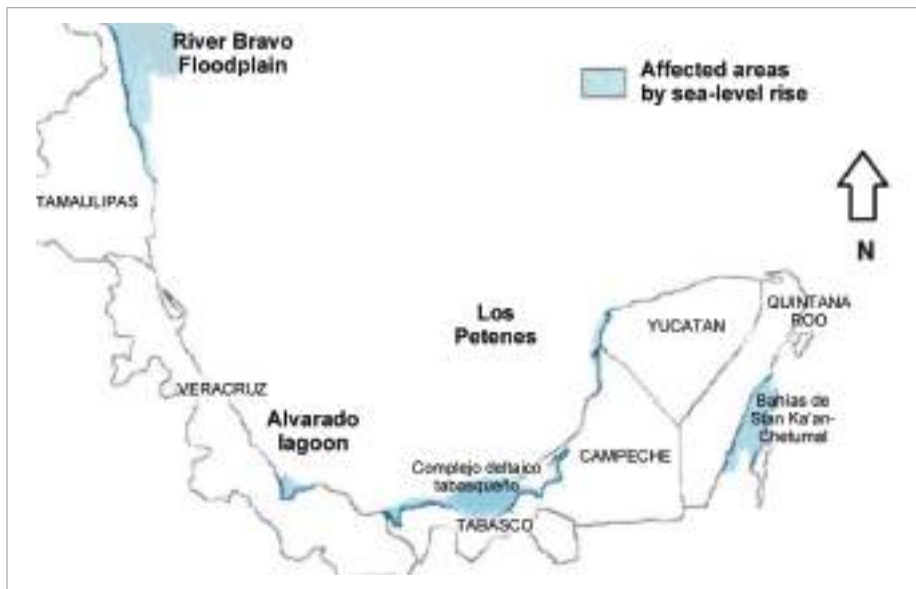 River Bravo
Floodplain
Affected areas
by sea-level rise
TAMAULIPAS
N
Los
Petenes
YUCATAN
QUINTANA
ROO
VERACRUZ
Alvarado
lagoon
Bahías de
Sian Ka'an-
Chetumal
Complejo deltaico
tabasqueño
CAMPECHE
TABASCO